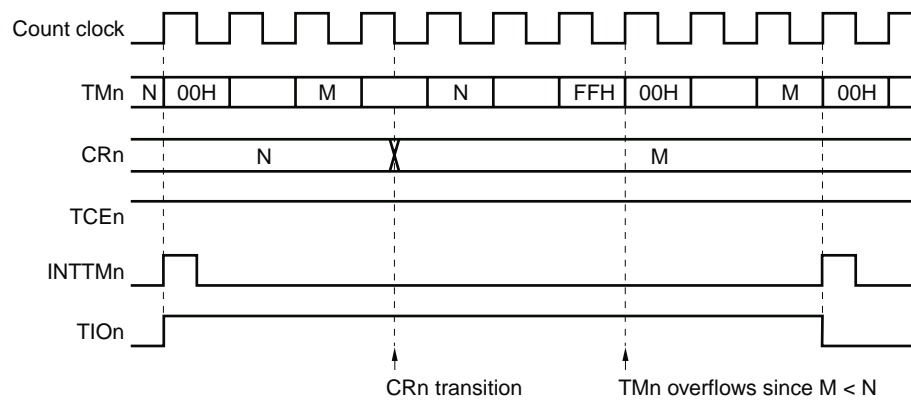 Count clock
TMn N 00H M N FFH 00H M 00H
CRn N M
TCEn
INTTMn
TIOn
CRn transition TMn overflows since M < N